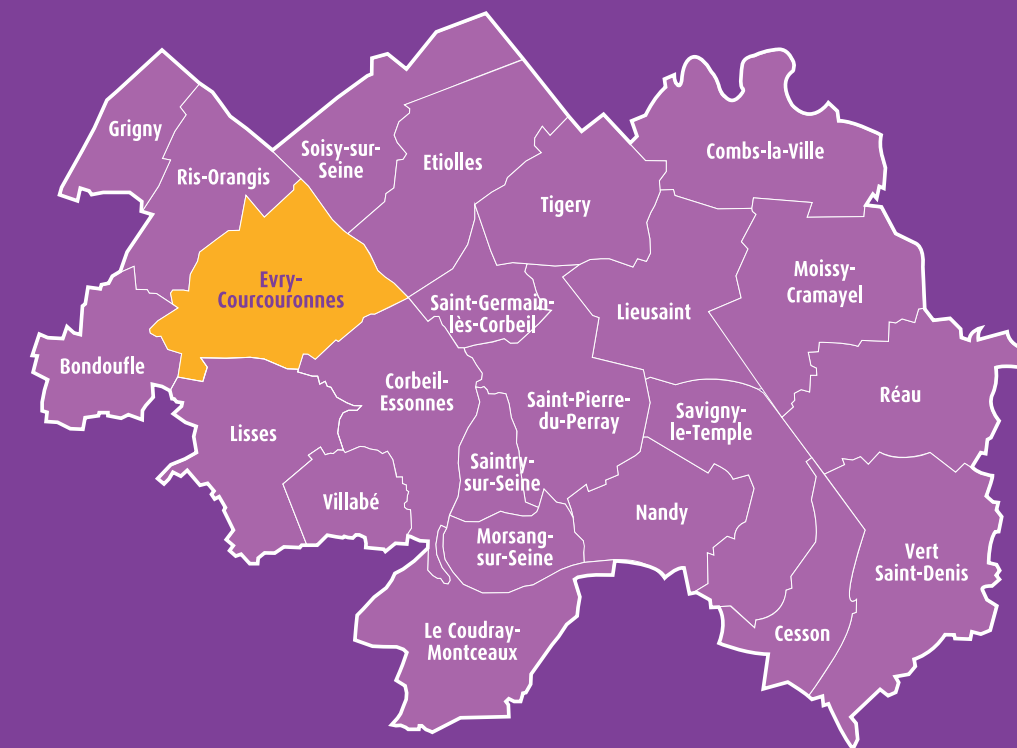 Grigny
Ris-Orangis
Soisy-sur-
Seine
Etiolles
Tigery
Combs-la-Ville
Evry-
Courcouronnes
Saint-Germain-
lès-Corbeil
Lieusaint
Moissy-
Cramayel
Bondoufle
Corbeil-
Essonnes
Saint-Pierre-
du-Perray
Savigny-
le-Temple
Réau
Lisses
Saintry-
sur-Seine
Villabé
Nandy
Morsang-
sur-Seine
Vert
Saint-Denis
Le Coudray-
Montceaux
Cesson